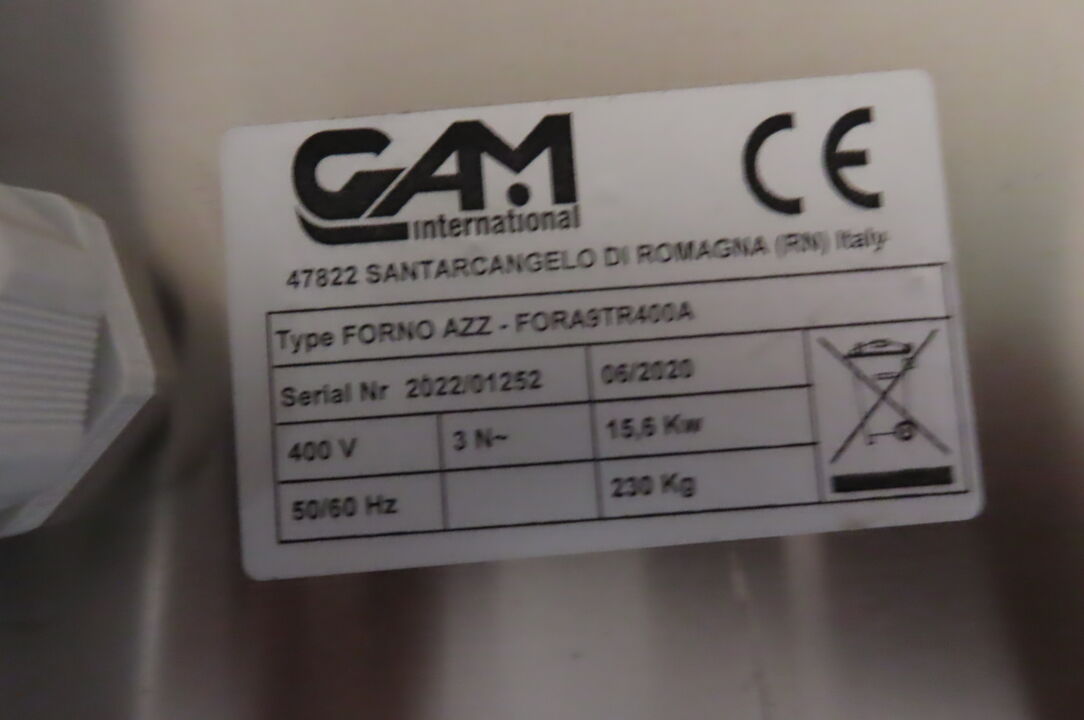 GAM
international
CE
47822 SANTARCANGELO DI ROMAGNA (RN) Italy
Type FORNO AZZ - FORA9TR400A
Serial Nr 2022/01252 06/2020
400 V 3 N~ 15,6 Kw
50/60 Hz 230 Kg